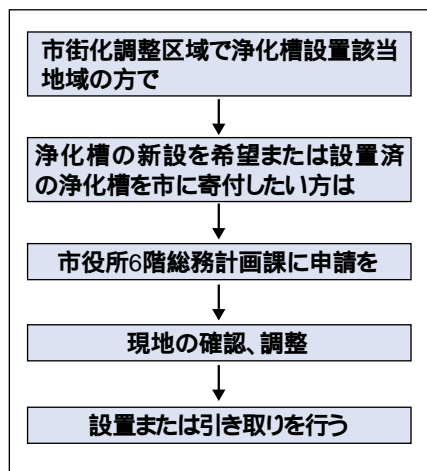 市街化調整区域で浄化槽設置該当
地域の方で
浄化槽の新設を希望または設置済
の浄化槽を市に寄付したい方は
市役所6階総務計画課に申請を
現地の確認、調整
設置または引き取りを行う